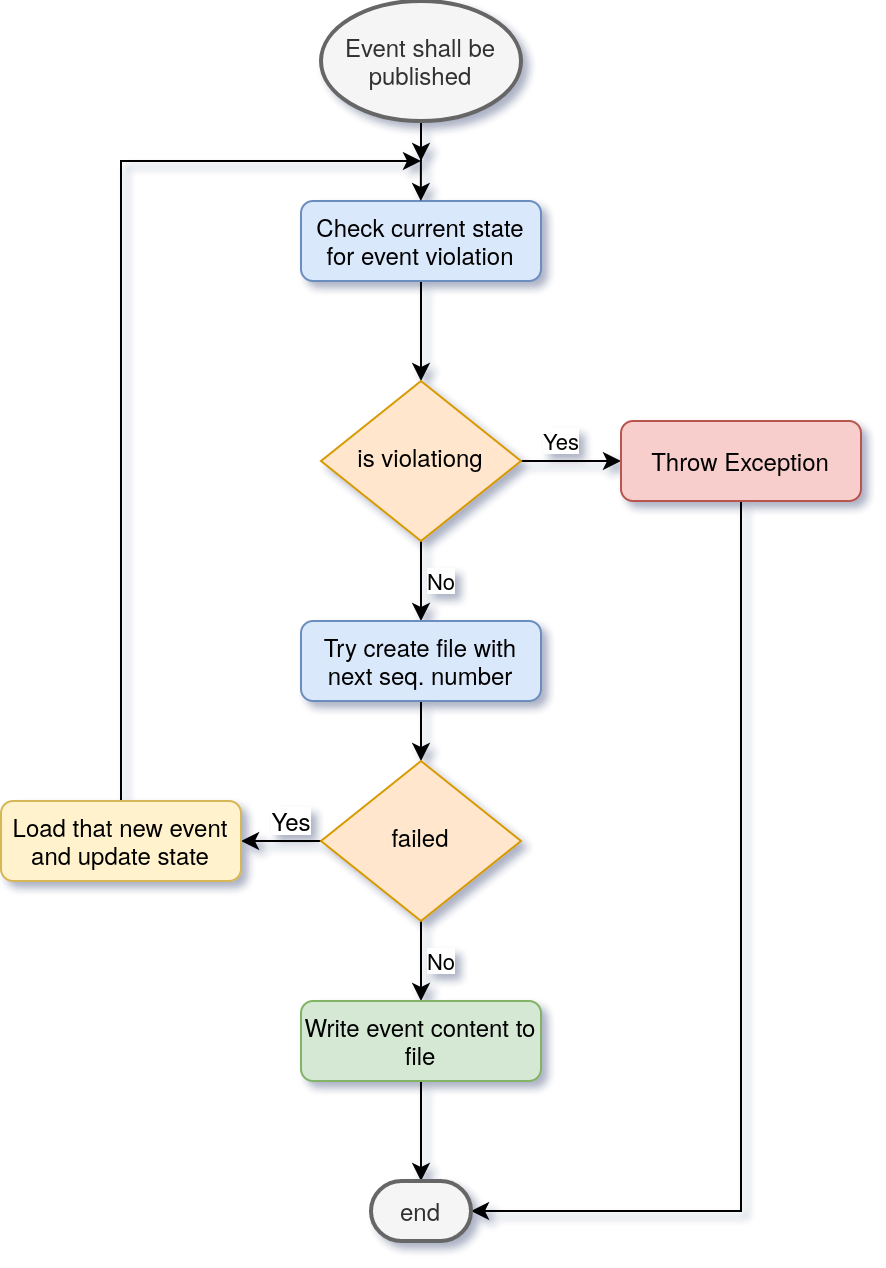 Event shall be
published
Check current state
for event violation
is violationg
Yes
Throw Exception
No
Try create file with
next seq. number
failed
Yes
Load that new event
and update state
No
Write event content to
file
end